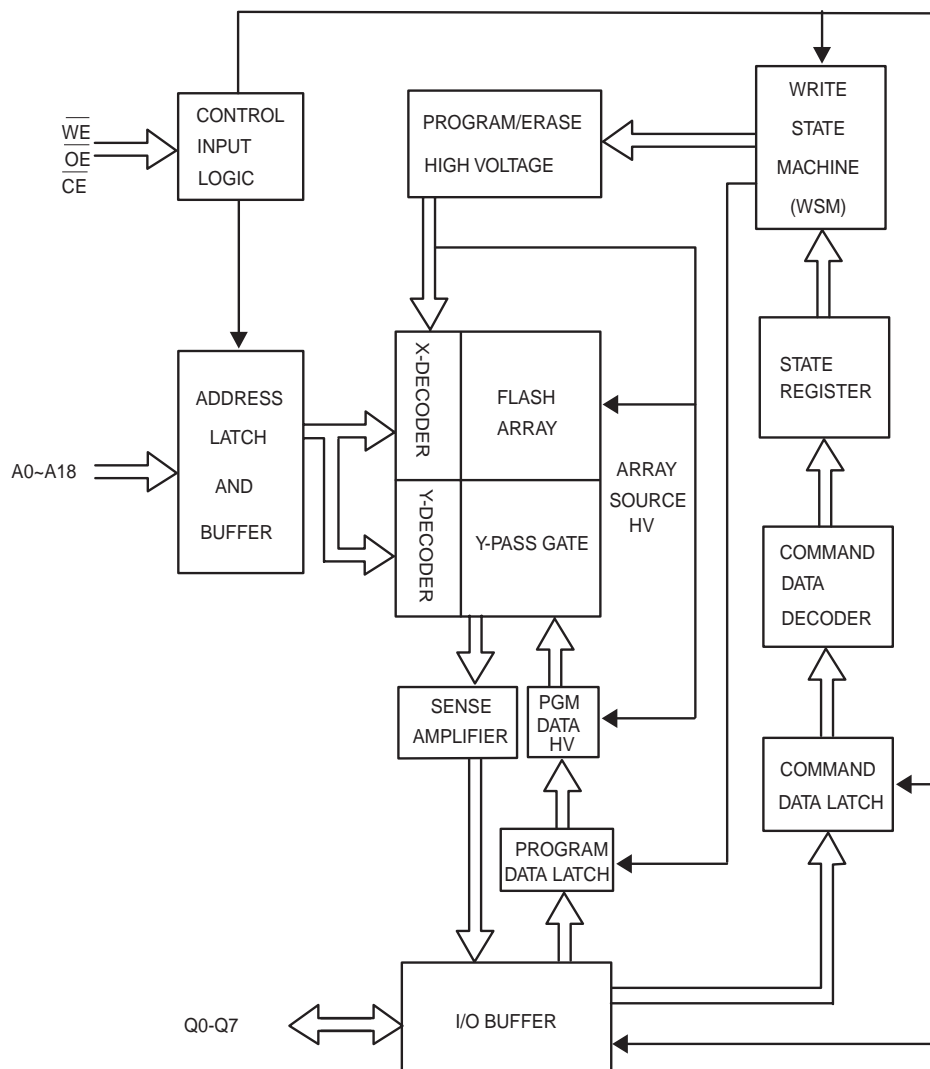 WE
OE
CE
CONTROL
INPUT
LOGIC
PROGRAM/ERASE
HIGH VOLTAGE
WRITE
STATE
MACHINE
(WSM)
A0~A18
ADDRESS
LATCH
AND
BUFFER
X-DECODER
FLASH
ARRAY
Y-DECODER
Y-PASS GATE
ARRAY
SOURCE
HV
STATE
REGISTER
COMMAND
DATA
DECODER
SENSE
AMPLIFIER
PGM
DATA
HV
COMMAND
DATA LATCH
PROGRAM
DATA LATCH
Q0-Q7
I/O BUFFER